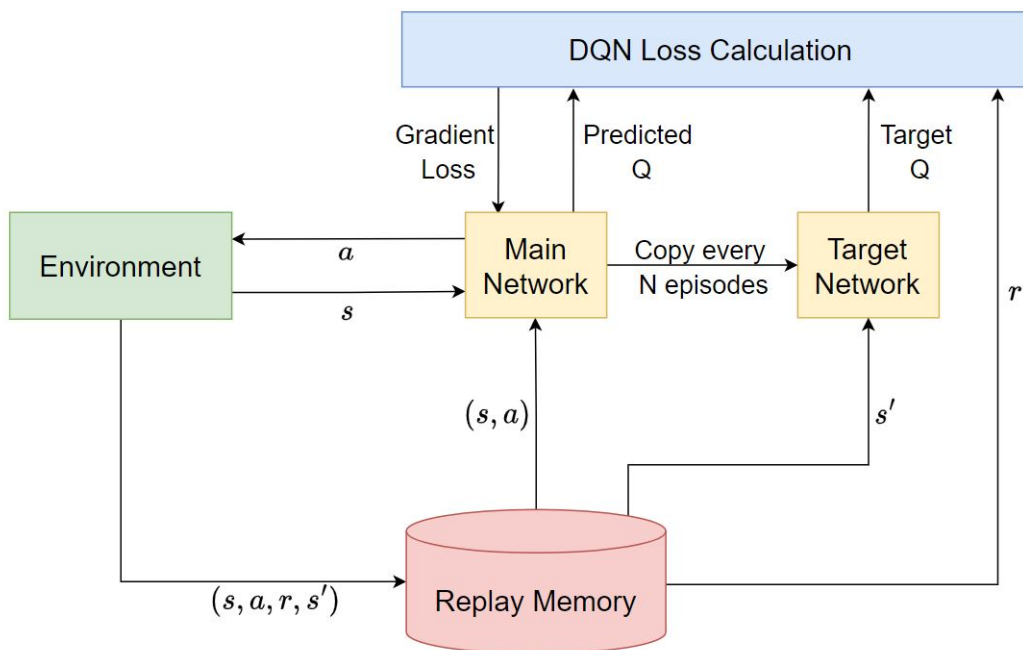 DQN Loss Calculation
Gradient
Loss
Predicted
Q
Target
Q
Environment
a
s
Main
Network
Copy every
N episodes
Target
Network
r
(s, a)
s′
(s, a, r, s′)
Replay Memory